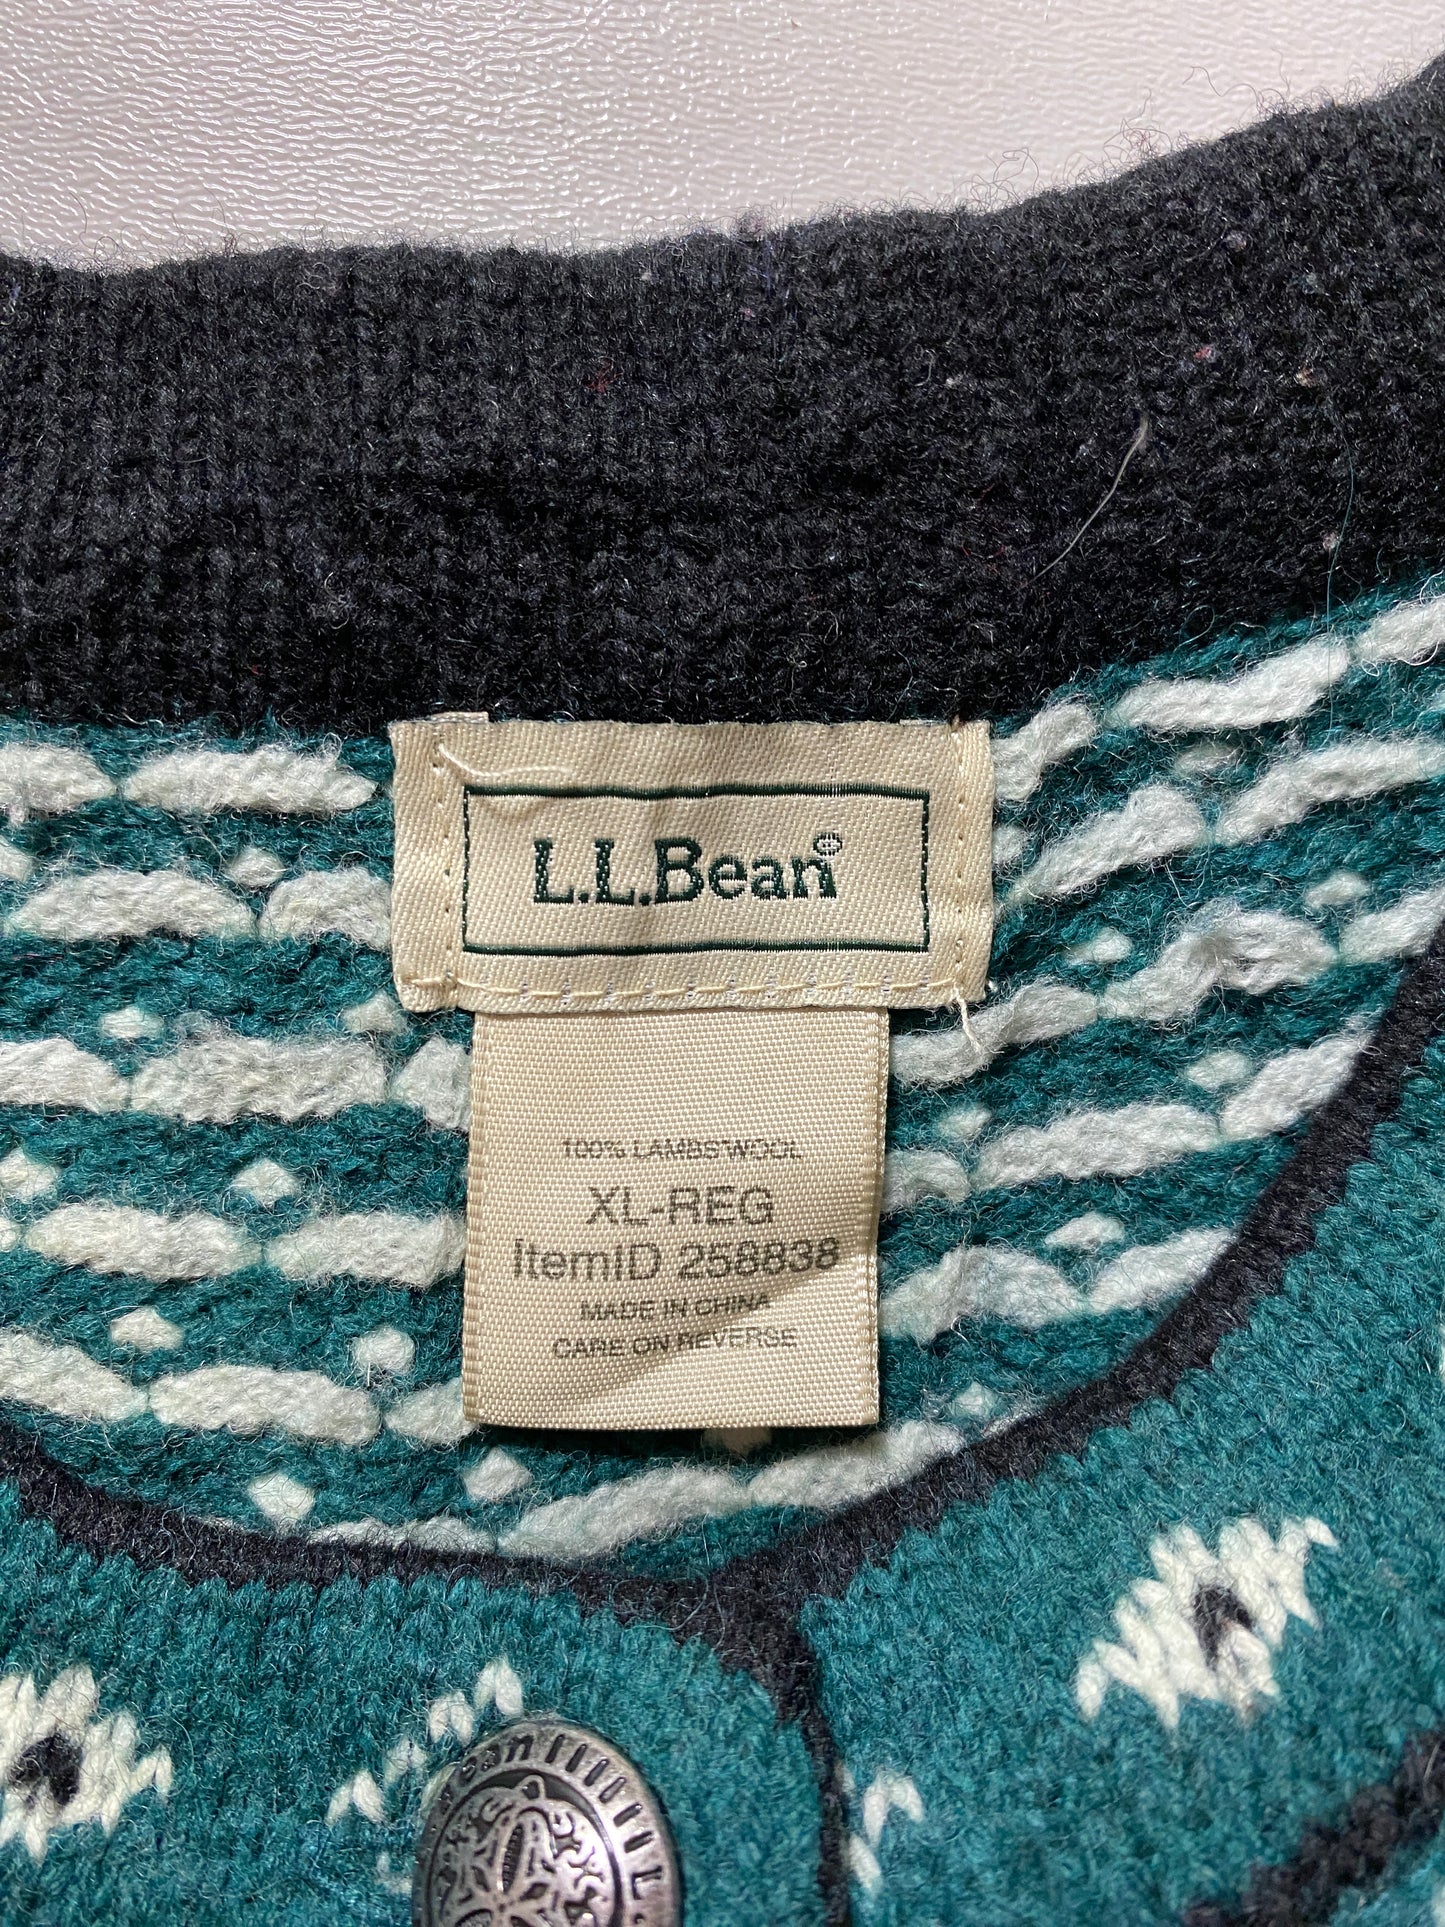 L.L.Bean®
100% LAMBSWOOL
XL-REG
ItemID 258838
MADE IN CHINA
CARE ON REVERSE